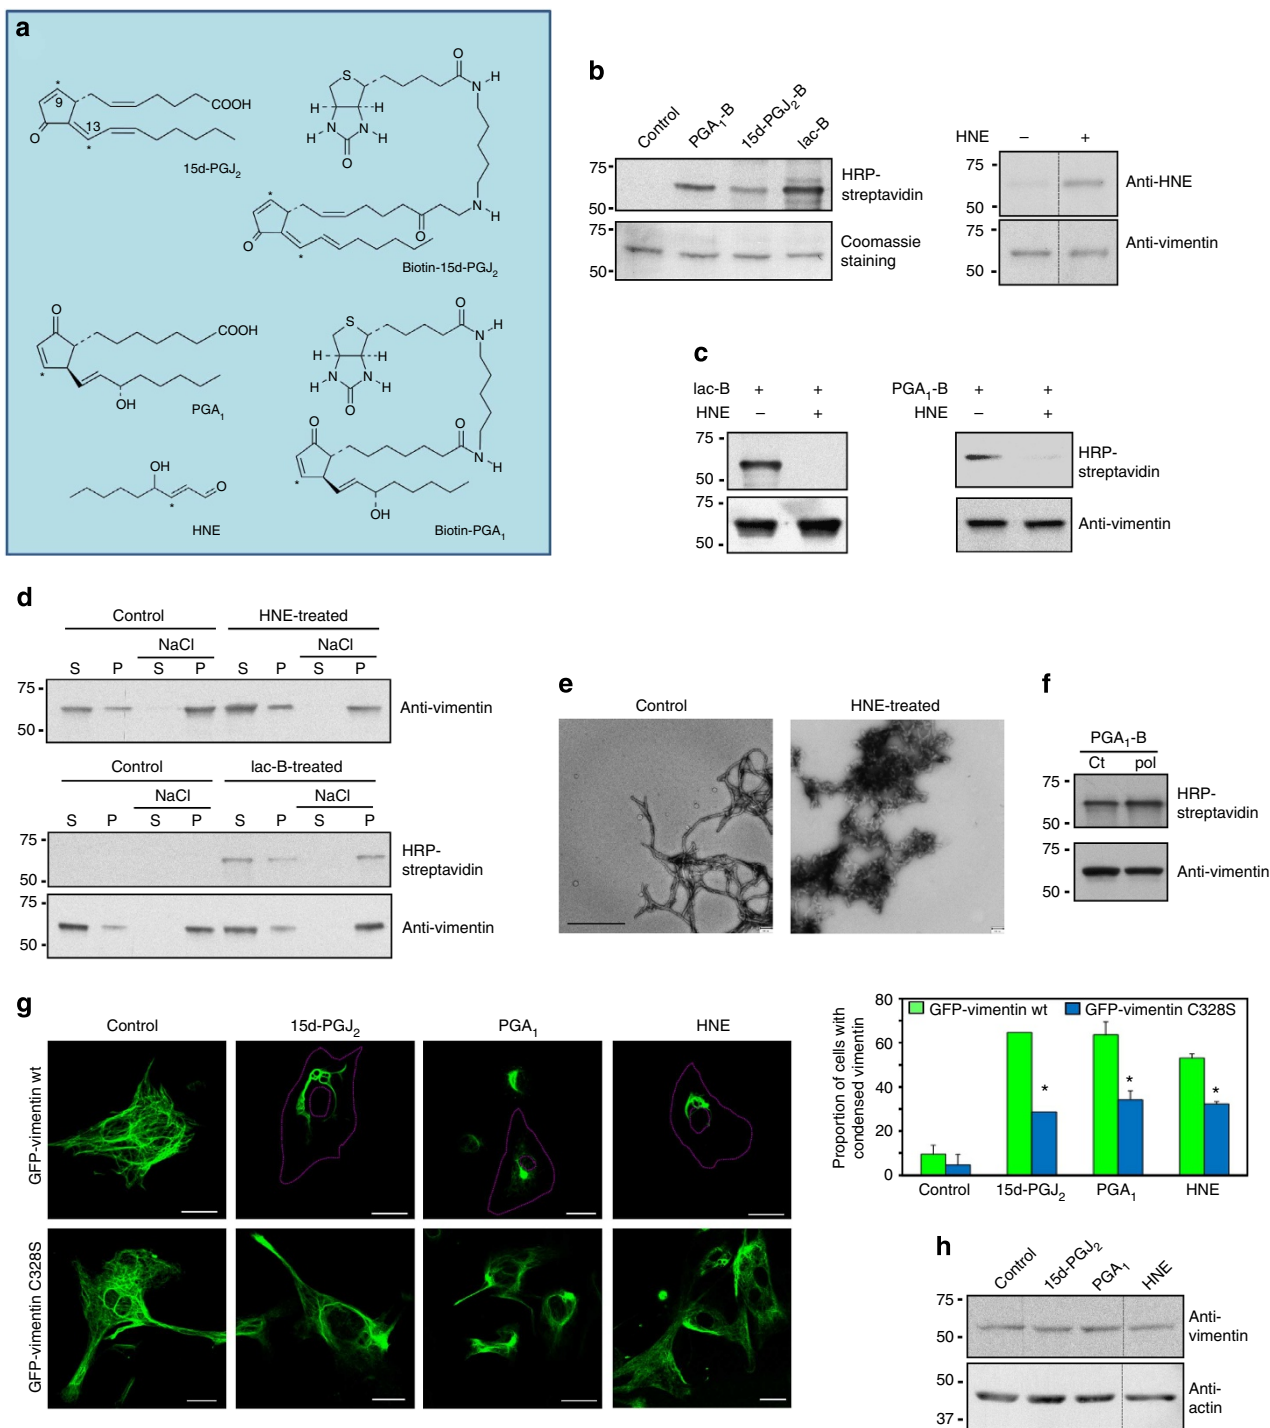 a
9
COOH
O
13
*
*
15d-PGJ2
S
O
N H
H H
N N
H H
O
N H
*
O
O
*
Biotin-15d-PGJ2
O
COOH
*
OH
PGA1
S
O
N H
H H
H N N H
O
O
O
N H
*
OH
Biotin-PGA1
OH
O
*
HNE
b
Control
PGA1-B
15d-PGJ2-B
lac-B
75
50
HRP-
streptavidin
75
50
Coomassie
staining
HNE – +
75
50
Anti-HNE
75
50
Anti-vimentin
c
lac-B + +
HNE – +
75
50
75
50
PGA1-B + +
HNE – +
HRP-
streptavidin
Anti-vimentin
d
Control HNE-treated
NaCl NaCl
S P S P S P S P
75
50
Anti-vimentin
Control lac-B-treated
NaCl NaCl
S P S P S P S P
75
50
HRP-
streptavidin
75
50
Anti-vimentin
e
Control HNE-treated
f
PGA1-B
Ct pol
75
50
HRP-
streptavidin
75
50
Anti-vimentin
g
Control 15d-PGJ2 PGA1 HNE
GFP-vimentin wt
GFP-vimentin C328S
Proportion of cells with
condensed vimentin
80
60
40
20
0
GFP-vimentin wt GFP-vimentin C328S
* * *
Control 15d-PGJ2 PGA1 HNE
h
Control
15d-PGJ2
PGA1
HNE
75
50
Anti-
vimentin
50
37
Anti-
actin